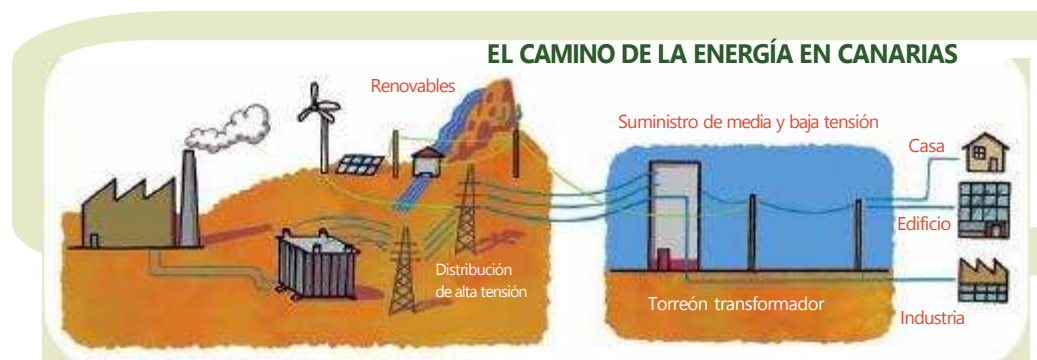 EL CAMINO DE LA ENERGÍA EN CANARIAS
Renovables
Suministro de media y baja tensión
Casa
Edificio
Distribución
de alta tensión
Torreón transformador
Industria